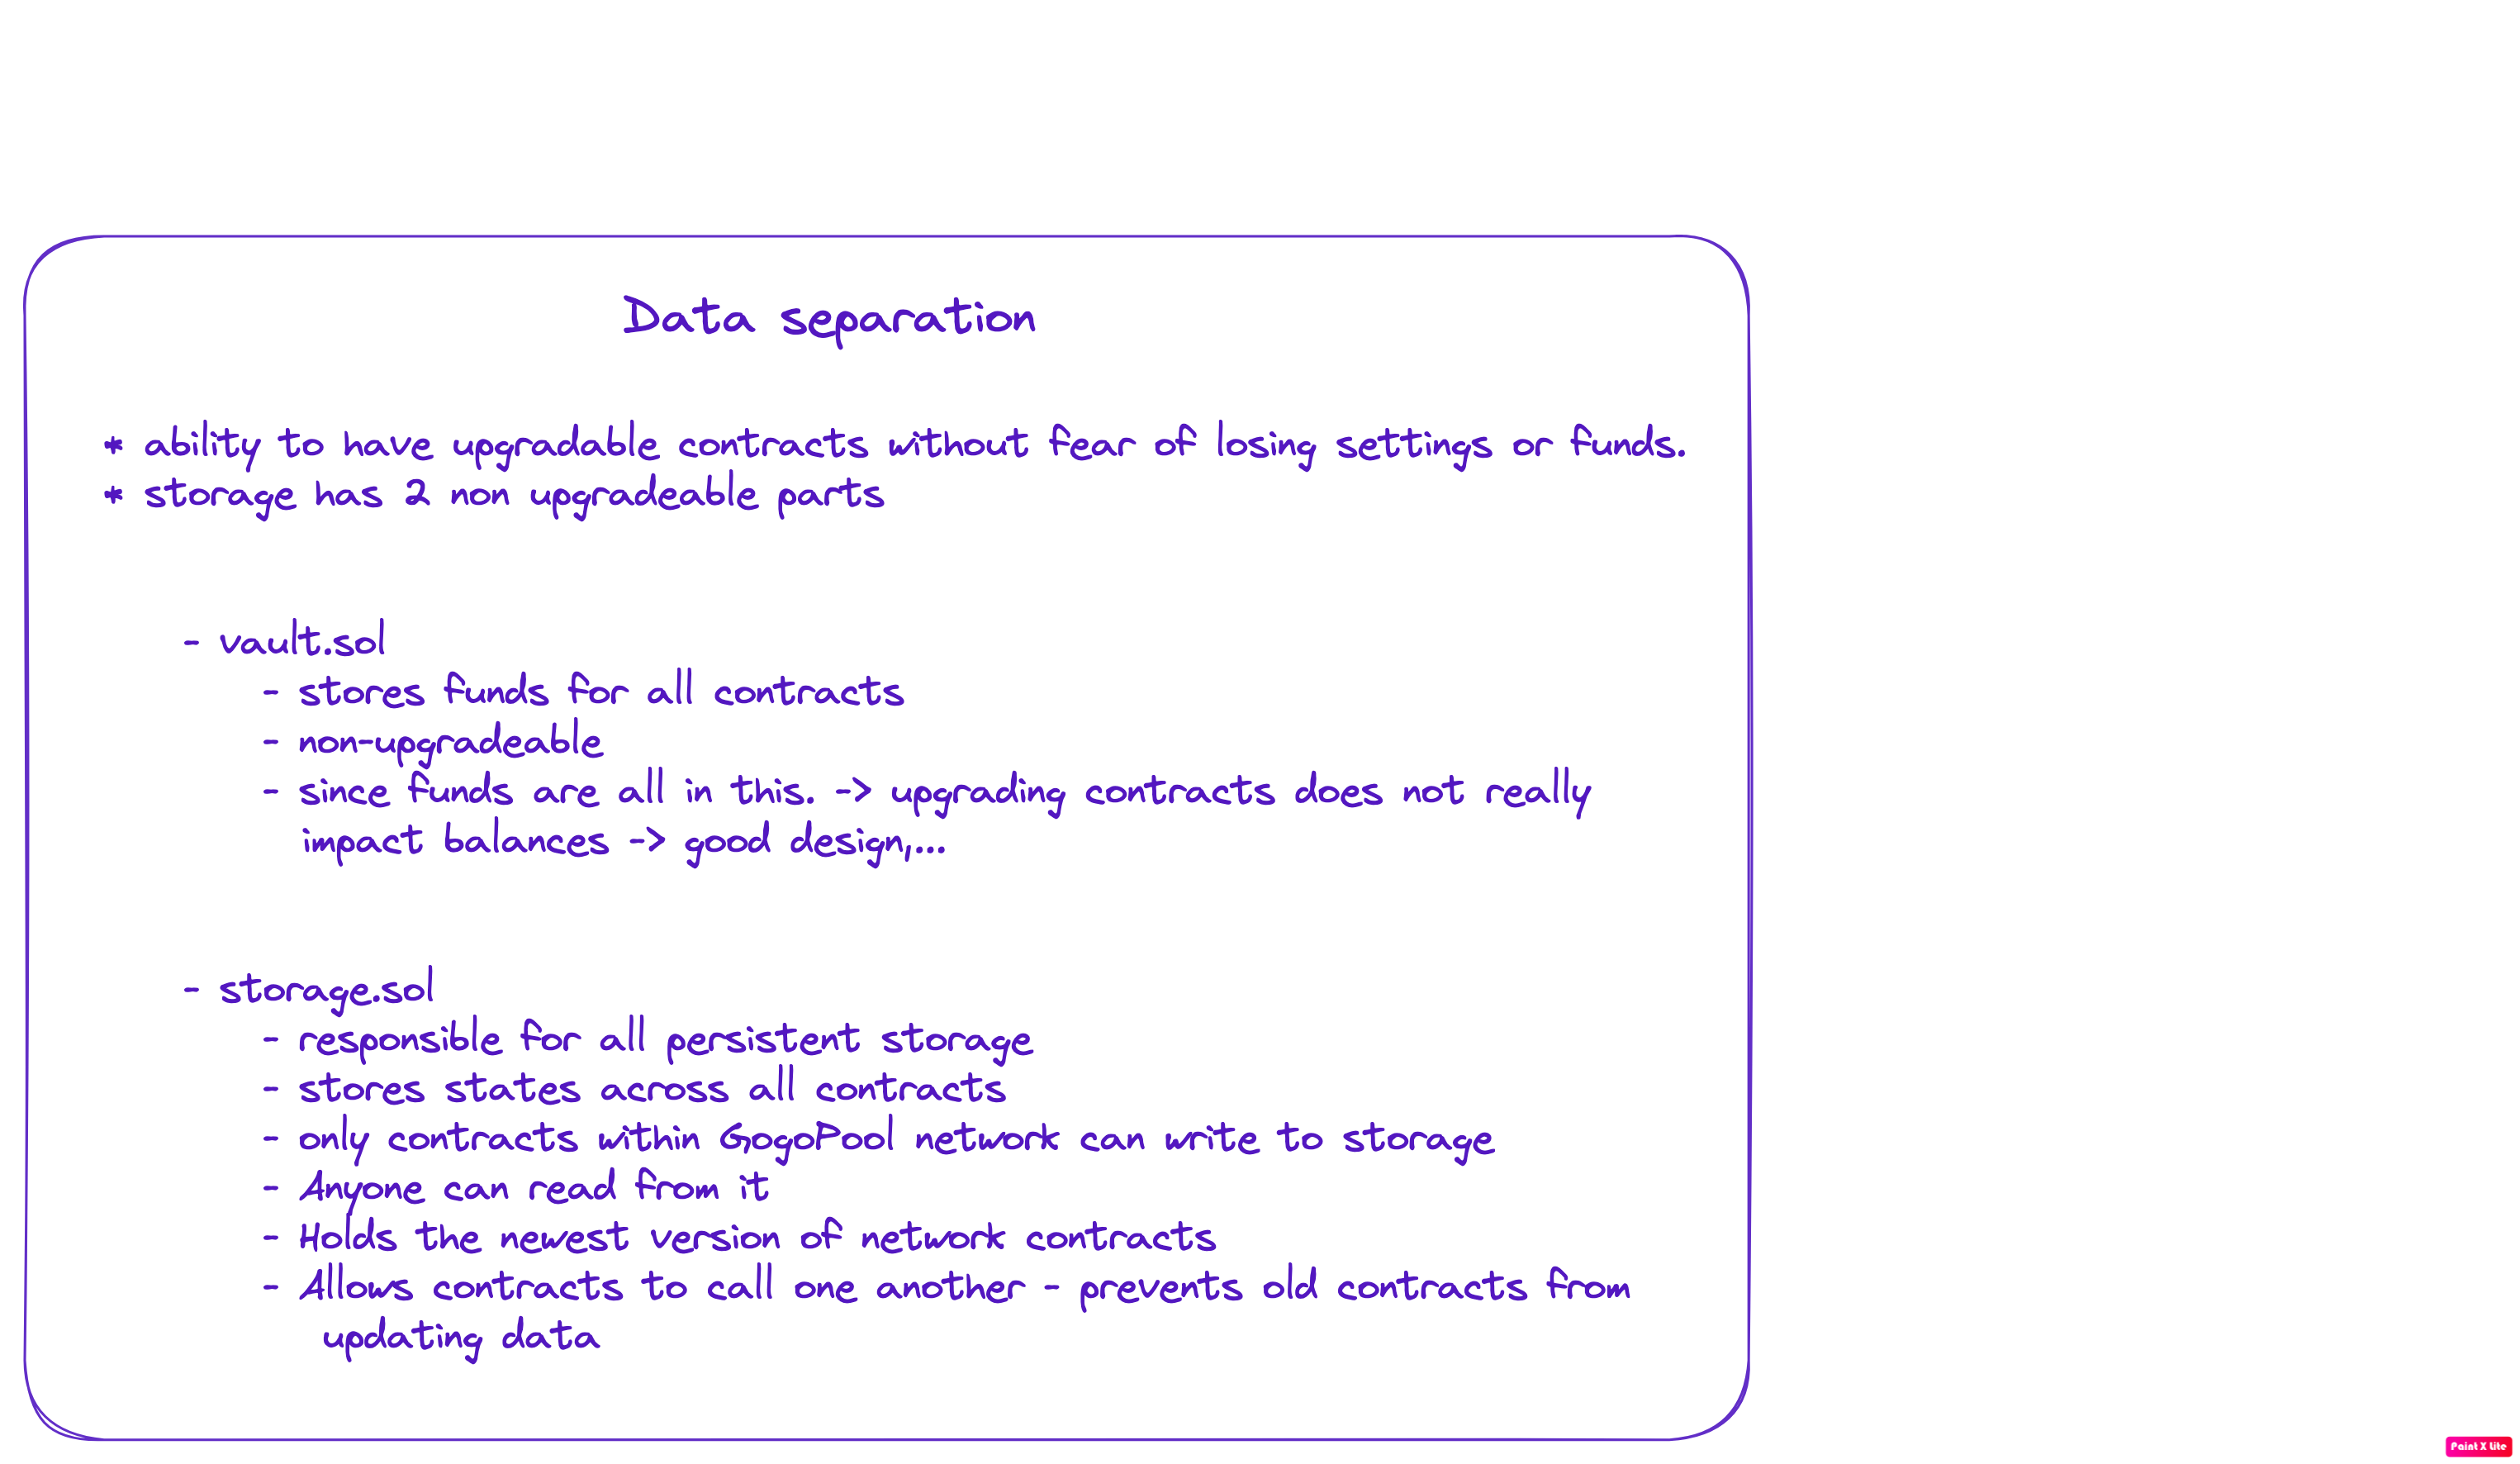 Data separation
* ability to have upgradable contracts without fear of losing settings or funds.
* storage has 2 non upgradeable parts
- vault.sol
- stores funds for all contracts
- non-upgradeable
- since funds are all in this. -> upgrading contracts does not really
impact balances -> good design,...
- storage.sol
- responsible for all persistent storage
- stores states across all contracts
- only contracts within GogoPool network can write to storage
- Anyone can read from it
- Holds the newest version of network contracts
- Allows contracts to call one another - prevents old contracts from
updating data
Paint X Lite